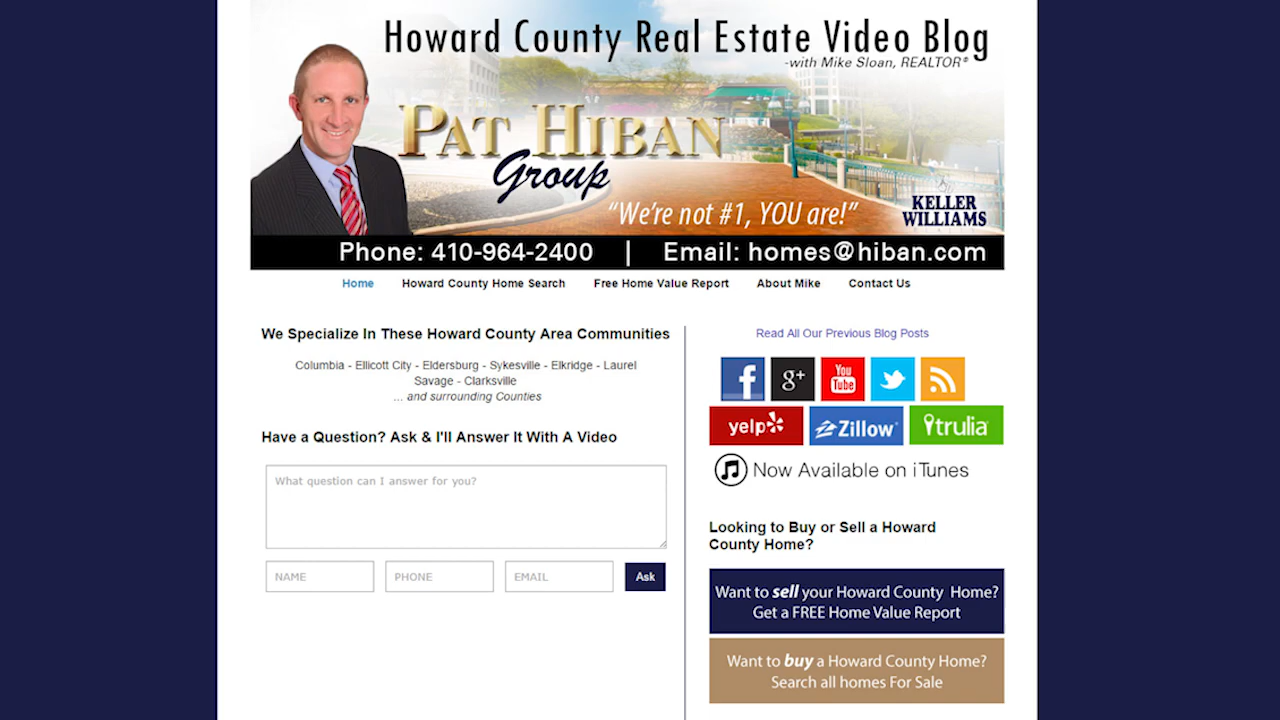 Howard County Real Estate Video Blog
-with Mike Sloan, REALTOR®
PAT HIBAN
Group
"We're not #1, YOU are!"
KELLER
WILLIAMS
Phone: 410-964-2400 | Email: homes@hiban.com
Home Howard County Home Search Free Home Value Report About Mike Contact Us
We Specialize In These Howard County Area Communities
Columbia - Ellicott City - Eldersburg - Sykesville - Elkridge - Laurel
Savage - Clarksville
... and surrounding Counties
Have a Question? Ask & I'll Answer It With A Video
What question can I answer for you?
NAME PHONE EMAIL Ask
Read All Our Previous Blog Posts
f g+ You Tube
yelp Zillow® trulia
Now Available on iTunes
Looking to Buy or Sell a Howard
County Home?
Want to sell your Howard County Home?
Get a FREE Home Value Report
Want to buy a Howard County Home?
Search all homes For Sale